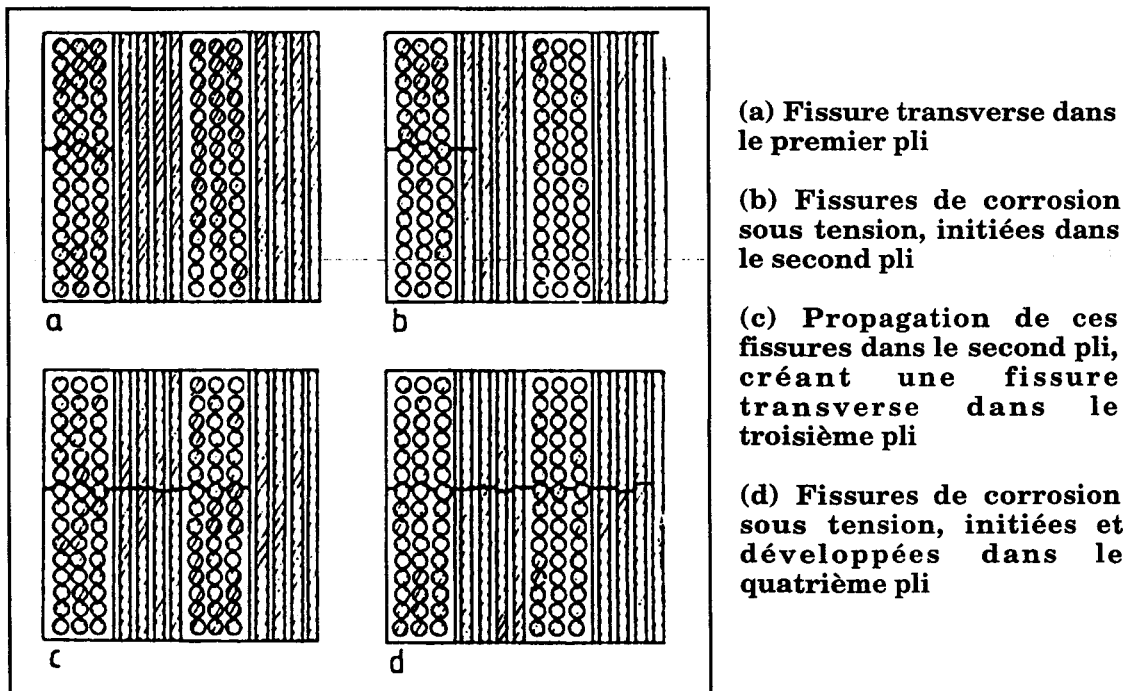 a
b
c
d
(a) Fissure transverse dans
le premier pli
(b) Fissures de corrosion
sous tension, initiées dans
le second pli
(c) Propagation de ces
fissures dans le second pli,
créant une fissure
transverse dans le
troisième pli
(d) Fissures de corrosion
sous tension, initiées et
développées dans le
quatrième pli